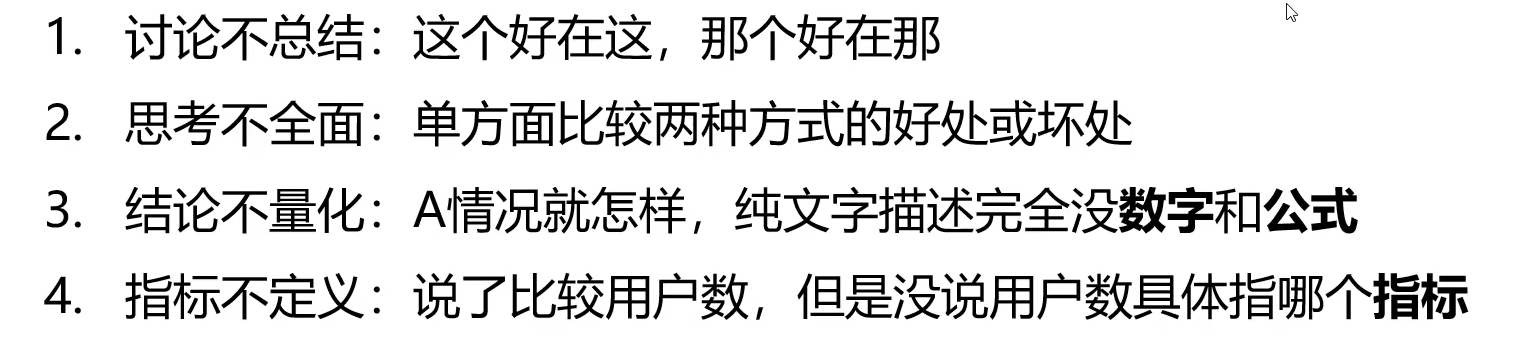 1. 讨论不总结：这个好在这，那个好在那
2. 思考不全面：单方面比较两种方式的好处或坏处
3. 结论不量化：A情况就怎样，纯文字描述完全没数字和公式
4. 指标不定义：说了比较用户数，但是没说用户数具体指哪个指标